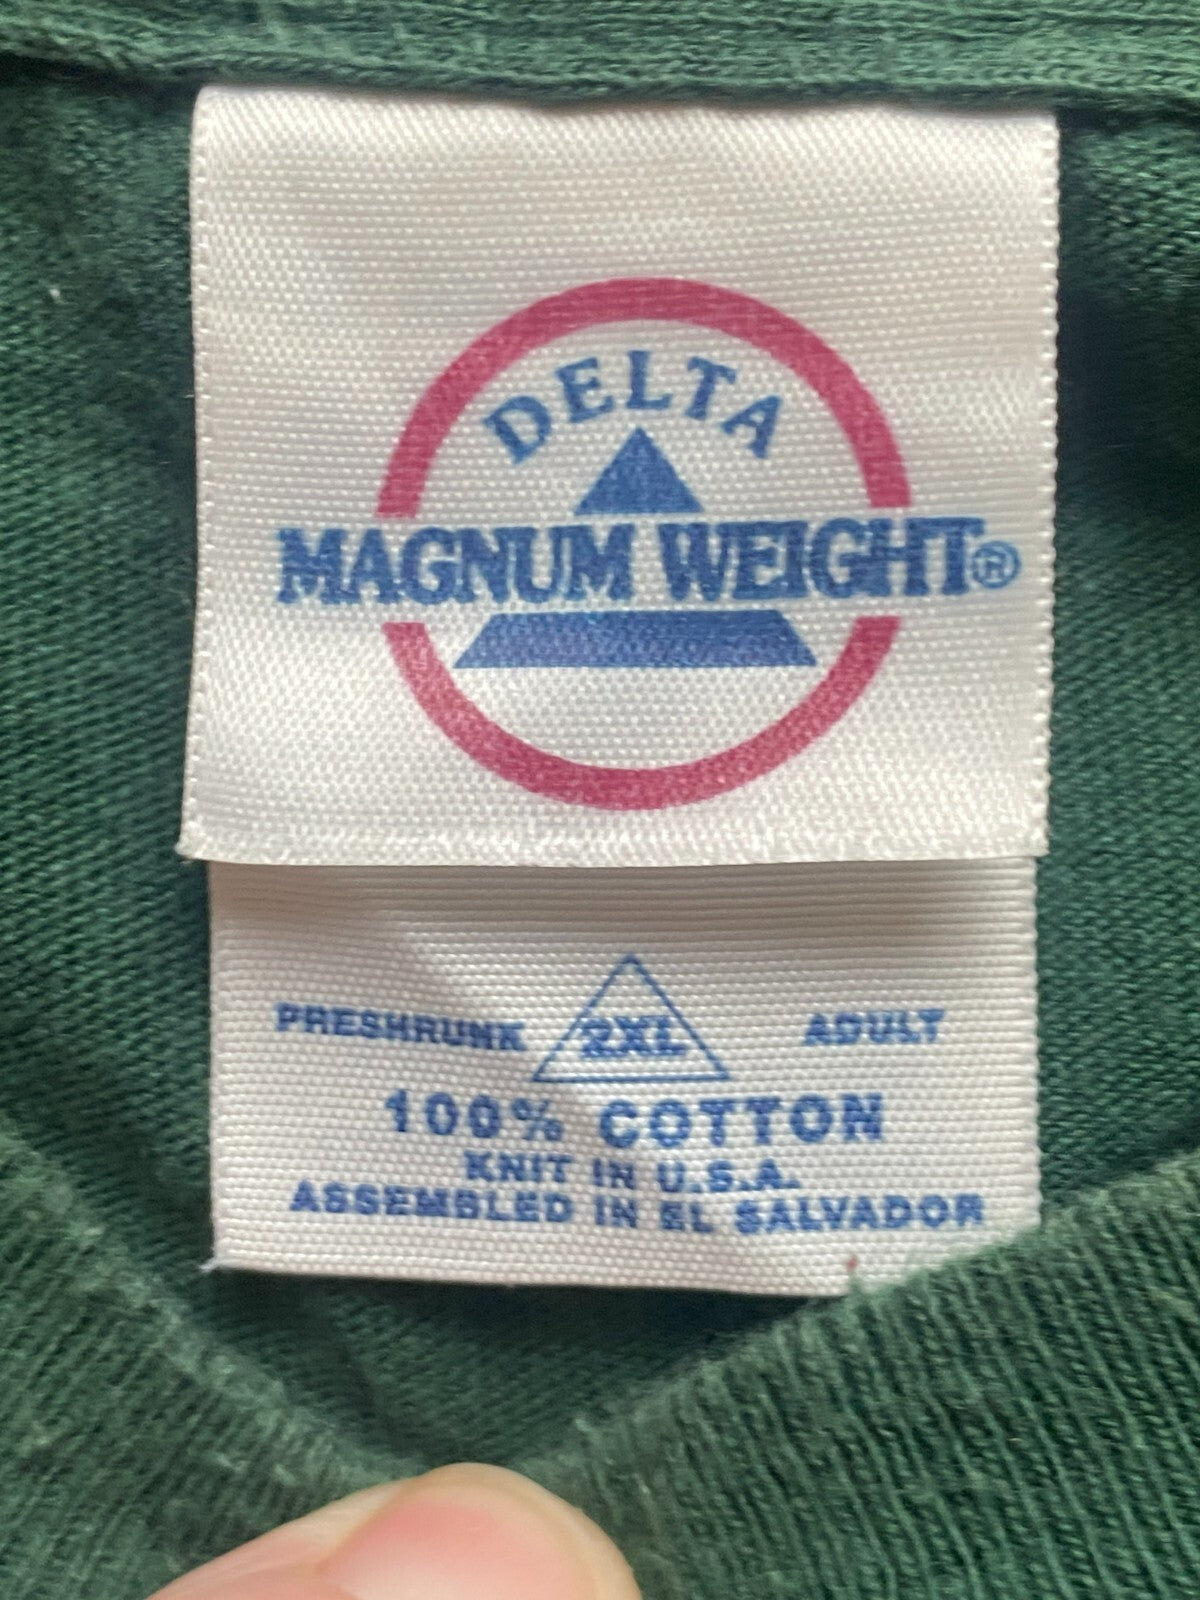 DELTA
MAGNUM WEIGHT®
PRESHRUNK 2XL ADULT
100% COTTON
KNIT IN U.S.A.
ASSEMBLED IN EL SALVADOR